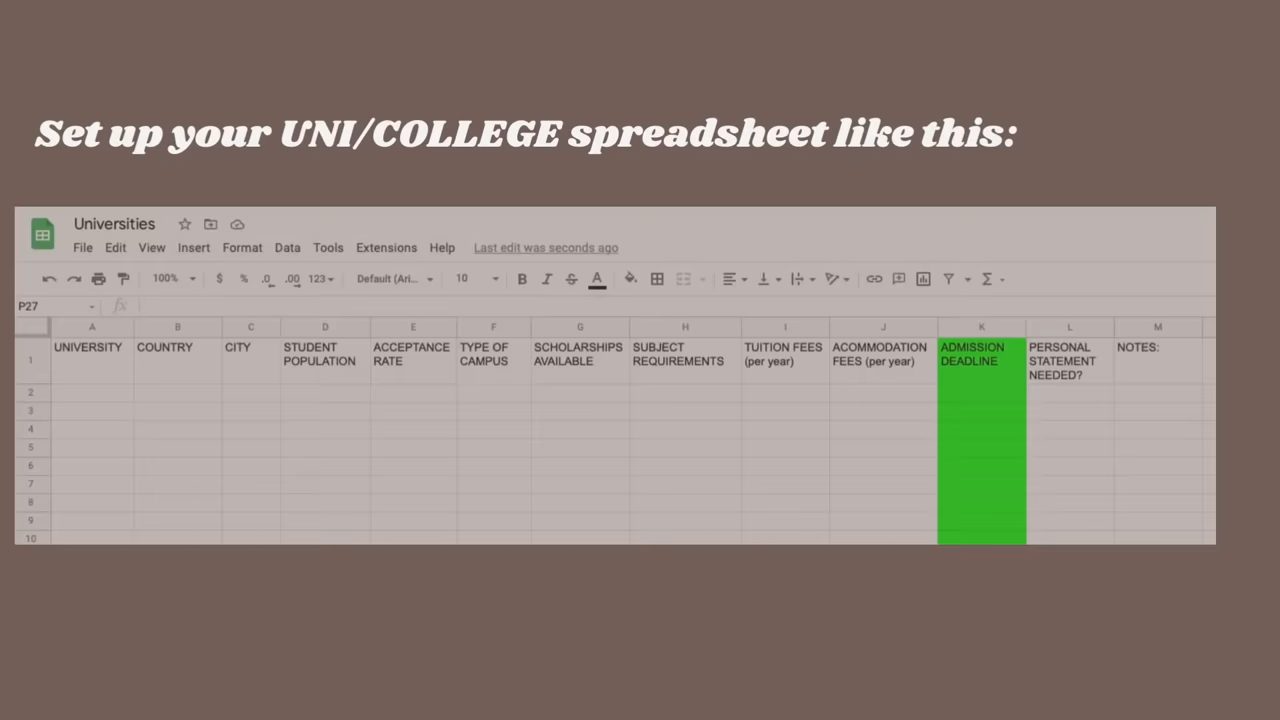 Set up your UNI/COLLEGE spreadsheet like this:
Universities
File Edit View Insert Format Data Tools Extensions Help Last edit was seconds ago
100% $ % .0 .00 123 Default (Ari... 10 B I S A Σ
P27 fx
A B C D E F G H I J K L M
1 UNIVERSITY COUNTRY CITY STUDENT POPULATION ACCEPTANCE RATE TYPE OF CAMPUS SCHOLARSHIPS AVAILABLE SUBJECT REQUIREMENTS TUITION FEES (per year) ACOMMODATION FEES (per year) ADMISSION DEADLINE PERSONAL STATEMENT NEEDED? NOTES:
2
3
4
5
6
7
8
9
10